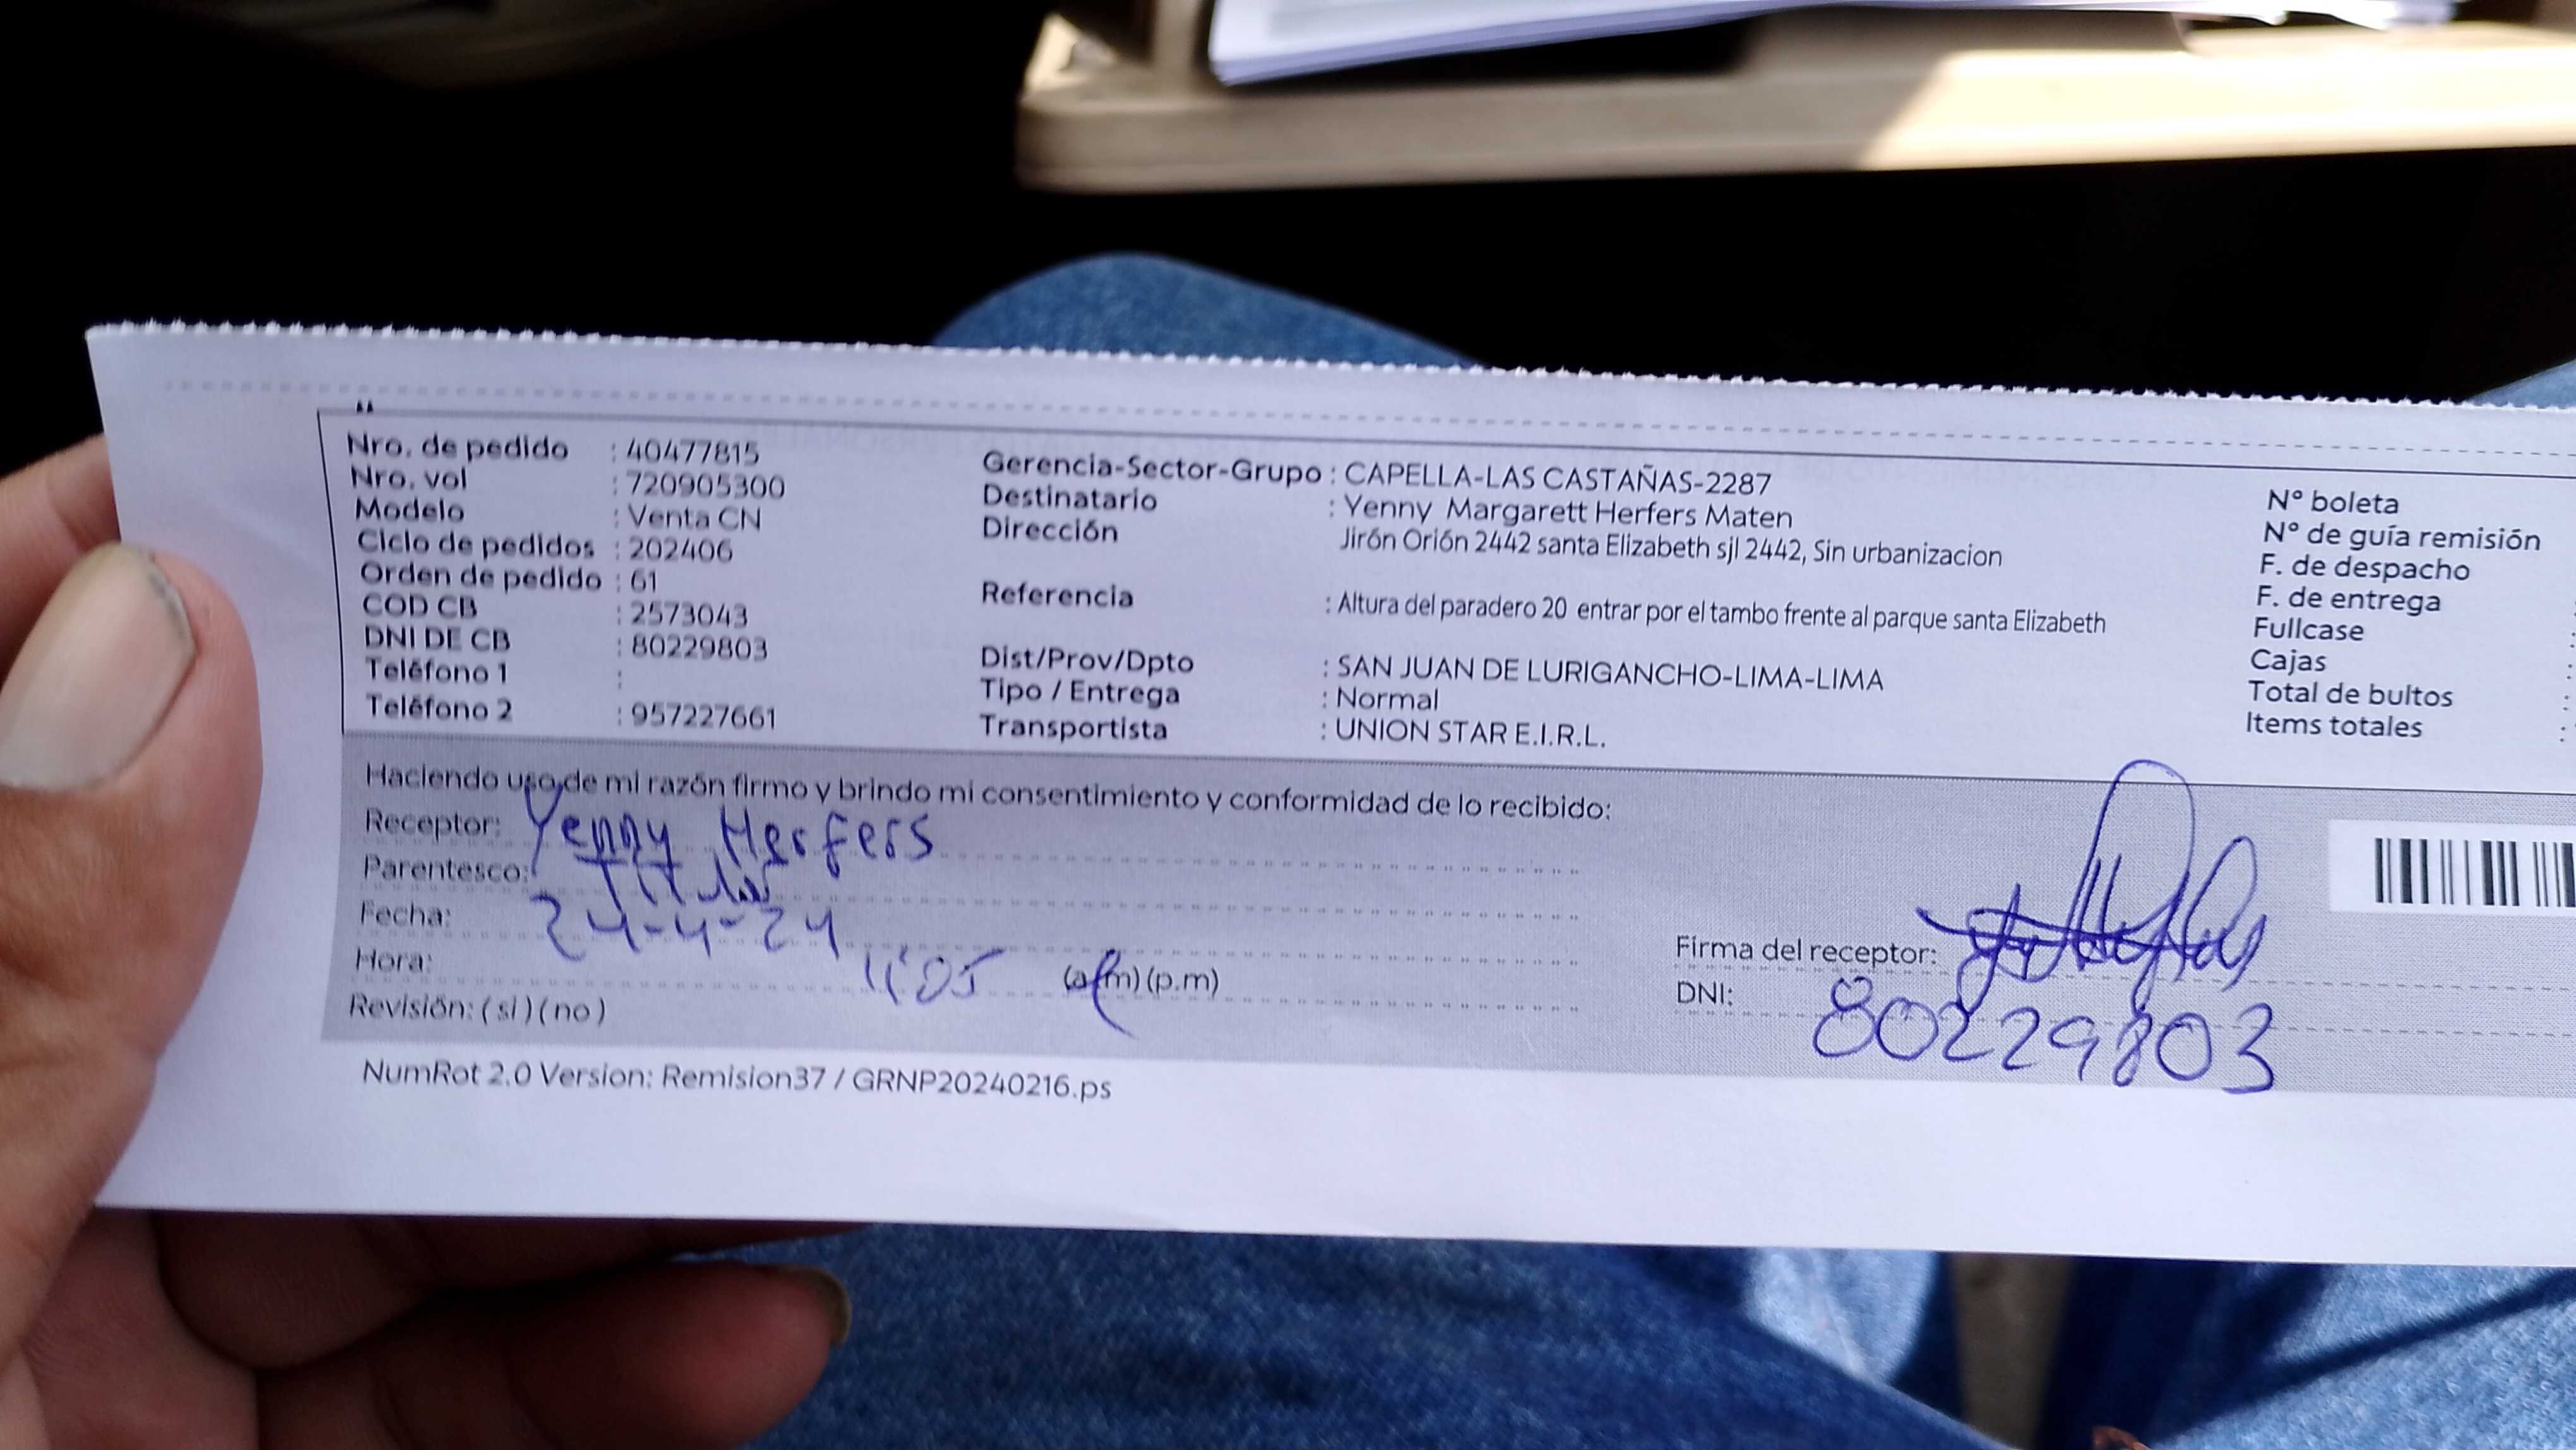 Nro. de pedido : 40477815
Nro. vol : 720905300
Modelo : Venta CN
Ciclo de pedidos : 202406
Orden de pedido : 61
COD CB : 2573043
DNI DE CB : 80229803
Teléfono 1 :
Teléfono 2 : 957227661
Gerencia-Sector-Grupo : CAPELLA-LAS CASTAÑAS-2287
Destinatario : Yenny Margarett Herfers Maten
Dirección Jirón Orión 2442 santa Elizabeth sjl 2442, Sin urbanizacion
Referencia : Altura del paradero 20 entrar por el tambo frente al parque santa Elizabeth
Dist/Prov/Dpto : SAN JUAN DE LURIGANCHO-LIMA-LIMA
Tipo / Entrega : Normal
Transportista : UNION STAR E.I.R.L.
N° boleta
N° de guía remisión
F. de despacho
F. de entrega
Fullcase
Cajas
Total de bultos
Items totales
Haciendo uso de mi razón firmo y brindo mi consentimiento y conformidad de lo recibido:
Receptor: Yenny Herfers
Parentesco: Titular
Fecha: 24-4-24
Hora: 11:05 (a.m) (p.m)
Revisión: ( si ) ( no )
Firma del receptor:
DNI: 80229803
NumRot 2.0 Version: Remision37 / GRNP20240216.ps